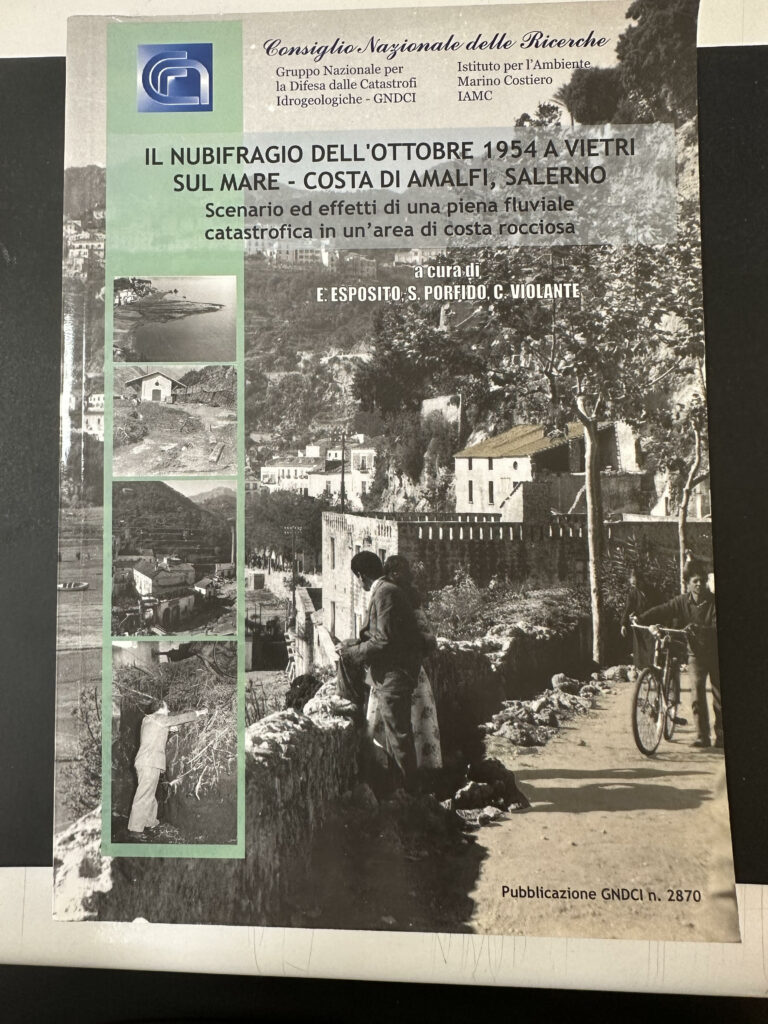 Consiglio Nazionale delle Ricerche
Gruppo Nazionale per
la Difesa dalle Catastrofi
Idrogeologiche - GNDCI
Istituto per l'Ambiente
Marino Costiero
IAMC
IL NUBIFRAGIO DELL'OTTOBRE 1954 A VIETRI
SUL MARE - COSTA DI AMALFI, SALERNO
Scenario ed effetti di una piena fluviale
catastrofica in un'area di costa rocciosa
a cura di
E. ESPOSITO, S. PORFIDO, C. VIOLANTE
Pubblicazione GNDCI n. 2870